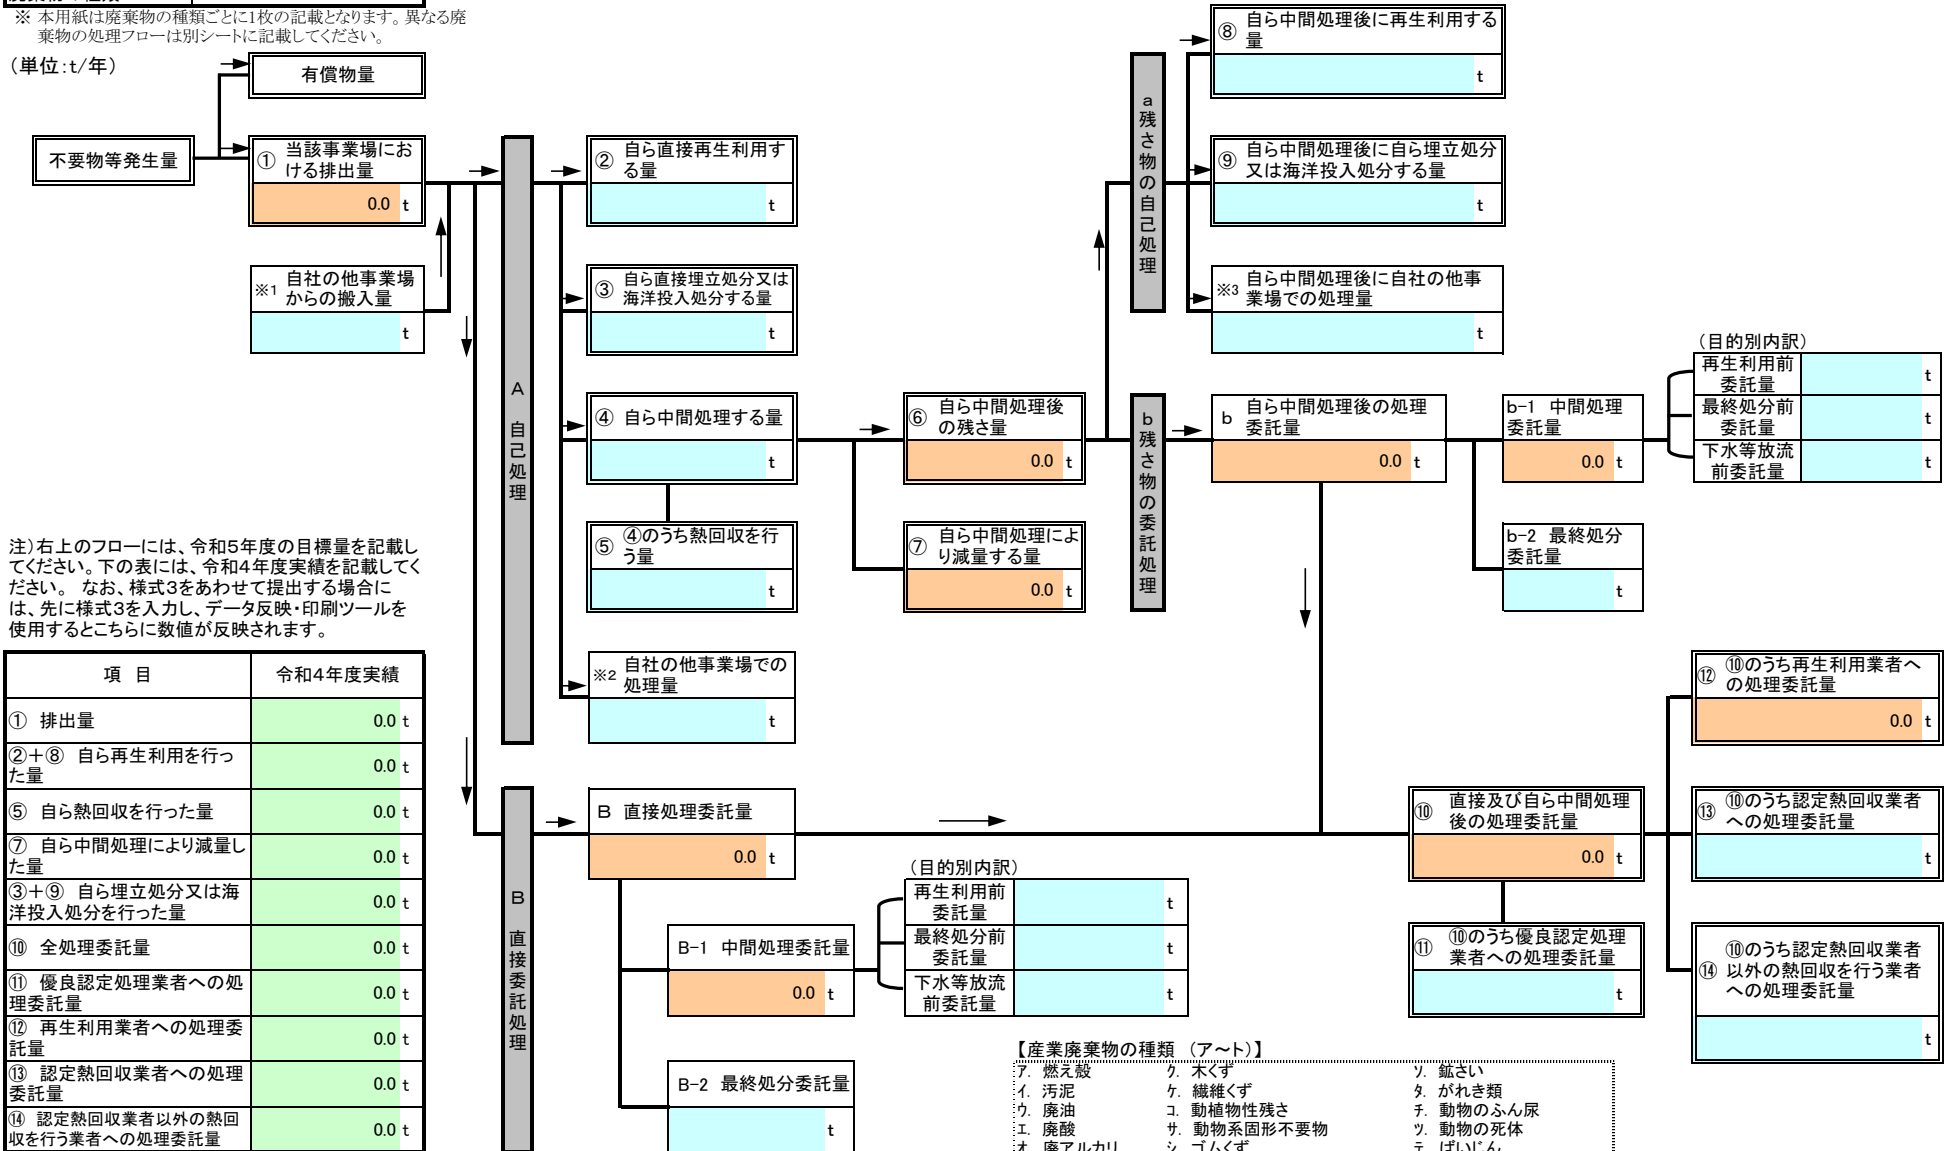 ※ 本用紙は廃棄物の種類ごとに1枚の記載となります。異なる廃
棄物の処理フローは別シートに記載してください。
（単位：t/年）
有償物量
不要物等発生量
① 当該事業場にお
ける排出量
0.0 t
※1 自社の他事業場
からの搬入量
t
A 自己処理
② 自ら直接再生利用す
る量
t
③ 自ら直接埋立処分又は
海洋投入処分する量
t
④ 自ら中間処理する量
t
⑤ ④のうち熱回収を行
う量
t
※2 自社の他事業場での
処理量
t
⑥ 自ら中間処理後
の残さ量
0.0 t
⑦ 自ら中間処理によ
り減量する量
0.0 t
a 残さ物の自己処理
⑧ 自ら中間処理後に再生利用する
量
t
⑨ 自ら中間処理後に自ら埋立処分
又は海洋投入処分する量
t
※3 自ら中間処理後に自社の他事
業場での処理量
t
b 残さ物の委託処理
b 自ら中間処理後の処理
委託量
0.0 t
b-1 中間処理
委託量
0.0 t
（目的別内訳）
再生利用前
委託量
t
最終処分前
委託量
t
下水等放流
前委託量
t
b-2 最終処分
委託量
t
注）右上のフローには、令和５年度の目標量を記載し
てください。下の表には、令和４年度実績を記載してく
ださい。 なお、様式３をあわせて提出する場合に
は、先に様式３を入力し、データ反映・印刷ツールを
使用するとこちらに数値が反映されます。
項 目 令和４年度実績
① 排出量 0.0 t
②＋⑧ 自ら再生利用を行っ
た量 0.0 t
⑤ 自ら熱回収を行った量 0.0 t
⑦ 自ら中間処理により減量し
た量 0.0 t
③＋⑨ 自ら埋立処分又は海
洋投入処分を行った量 0.0 t
⑩ 全処理委託量 0.0 t
⑪ 優良認定処理業者への処
理委託量 0.0 t
⑫ 再生利用業者への処理委
託量 0.0 t
⑬ 認定熱回収業者への処理
委託量 0.0 t
⑭ 認定熱回収業者以外の熱回
収を行う業者への処理委託量 0.0 t
B 直接委託処理
B 直接処理委託量
0.0 t
B-1 中間処理委託量
0.0 t
（目的別内訳）
再生利用前
委託量
t
最終処分前
委託量
t
下水等放流
前委託量
t
B-2 最終処分委託量
t
⑩ 直接及び自ら中間処理
後の処理委託量
0.0 t
⑪ ⑩のうち優良認定処理
業者への処理委託量
t
⑫ ⑩のうち再生利用業者へ
の処理委託量
0.0 t
⑬ ⑩のうち認定熱回収業者
への処理委託量
t
⑭ ⑩のうち認定熱回収業者
以外の熱回収を行う業者
への処理委託量
t
【産業廃棄物の種類 （ア～ト）】
ｱ. 燃え殻 ｸ. 木くず ｿ. 鉱さい
ｲ. 汚泥 ｹ. 繊維くず ﾀ. がれき類
ｳ. 廃油 ｺ. 動植物性残さ ﾁ. 動物のふん尿
ｴ. 廃酸 ｻ. 動物系固形不要物 ﾂ. 動物の死体
ｵ. 廃アルカリ ｼ. ゴムくず ﾃ. ばいじん